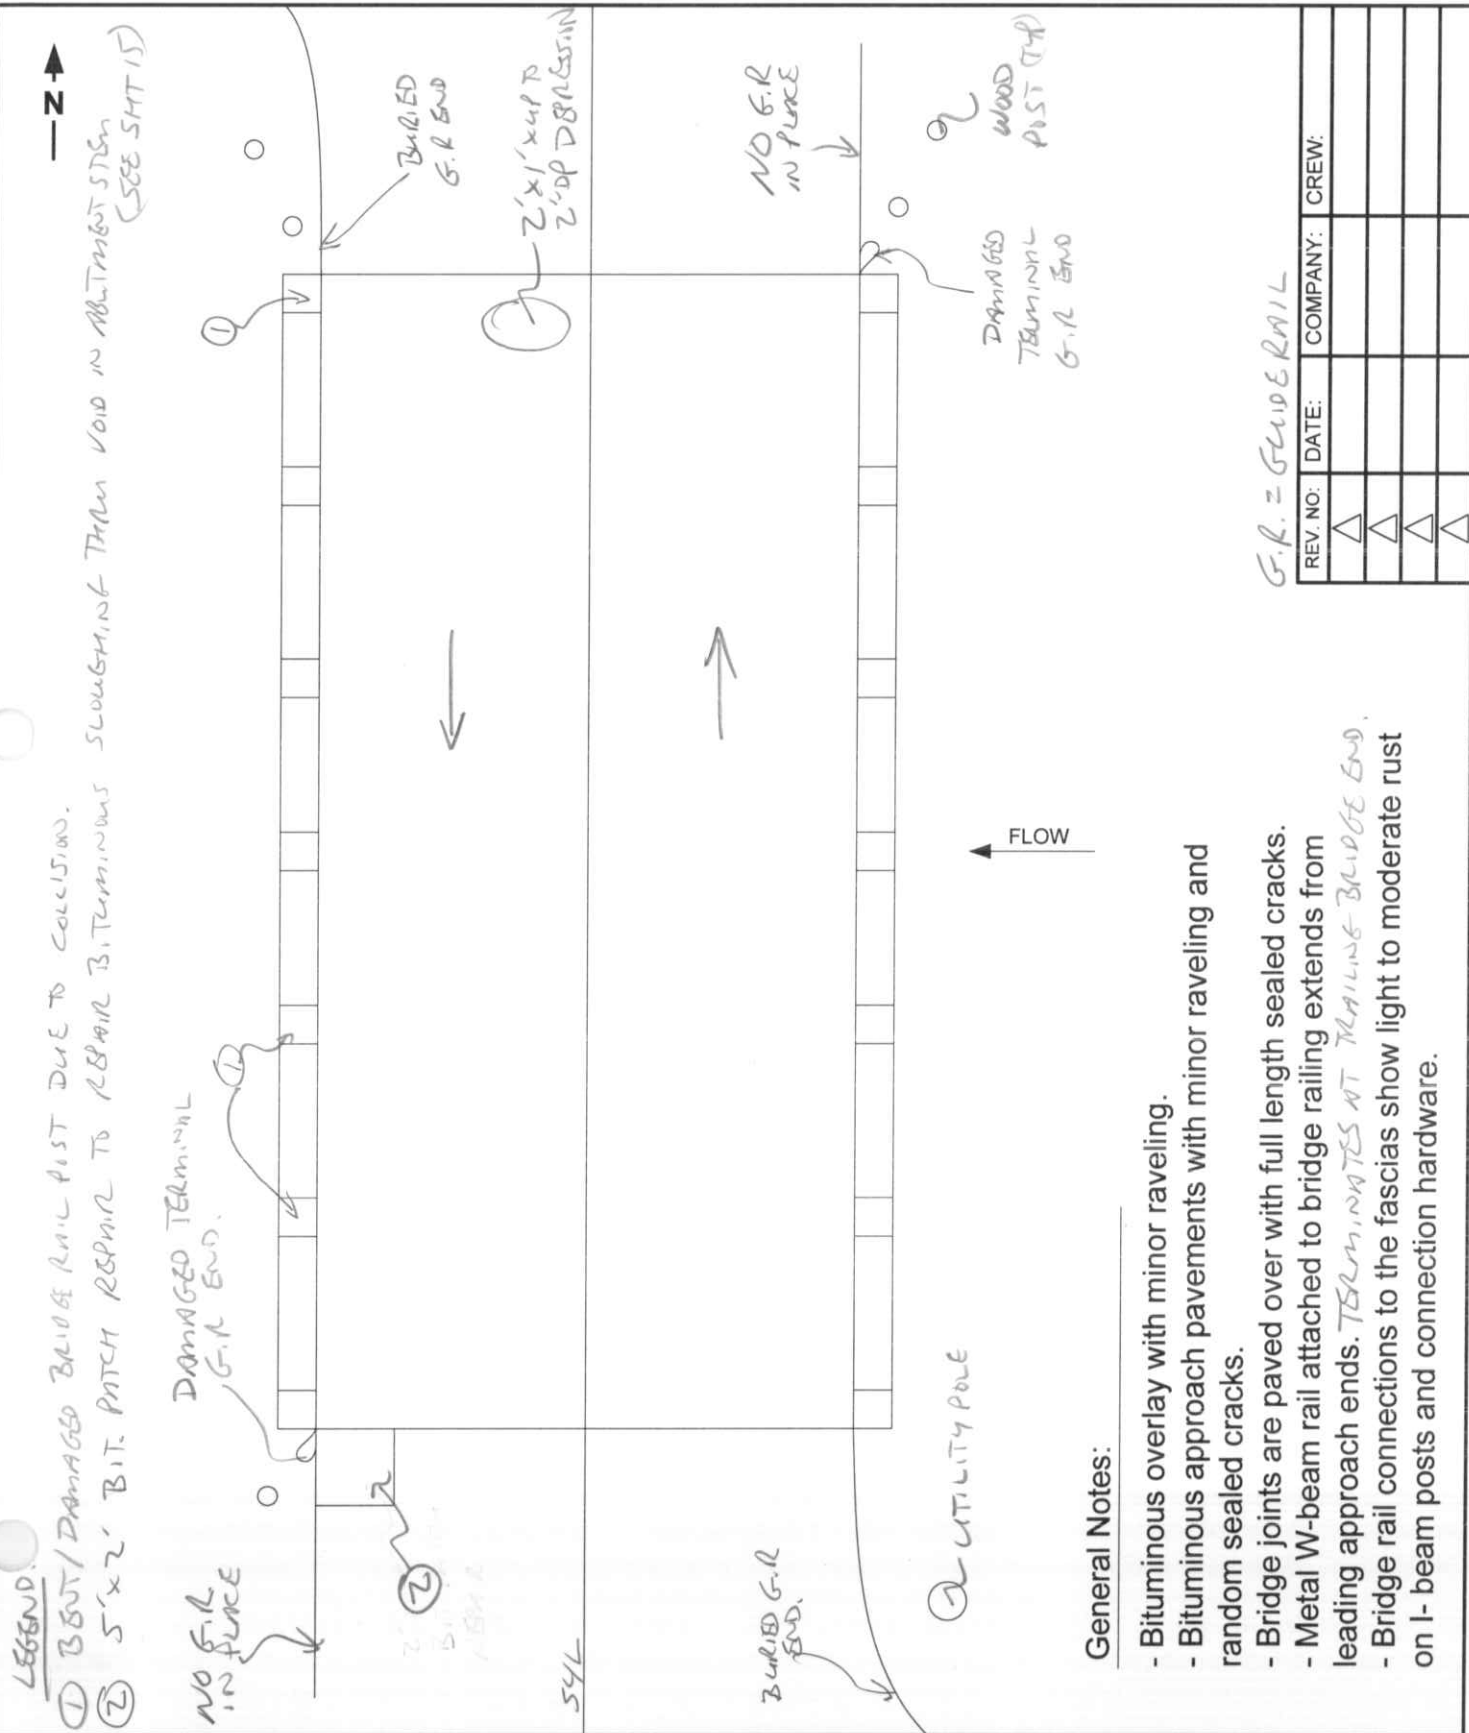 LEGEND.
① BENT/DAMAGED BRIDGE RAIL POST DUE TO COLLISION.
② 5'x2' BIT. PATCH REPAIR TO REPAIR BITUMINOUS SLOUGHING THRU VOID IN ABUTMENT STEM
(SEE SHT 15)
N
DAMAGED TERMINAL
G.R END.
①
①
BURIED
G.R END
NO G.R.
IN PLACE
②
2'x1'xUP TO
2"DP DEPRESSION
SYL
NO G.R
IN PLACE
BURIED G.R
END.
DAMAGED
TERMINAL
G.R END
WOOD
POST (TYP)
UTILITY POLE
FLOW
General Notes:
- Bituminous overlay with minor raveling.
- Bituminous approach pavements with minor raveling and
random sealed cracks.
- Bridge joints are paved over with full length sealed cracks.
- Metal W-beam rail attached to bridge railing extends from
leading approach ends. TERMINATES AT TRAILING BRIDGE END.
- Bridge rail connections to the fascias show light to moderate rust
on I- beam posts and connection hardware.
G.R. = GUIDE RAIL
REV. NO: DATE: COMPANY: CREW: